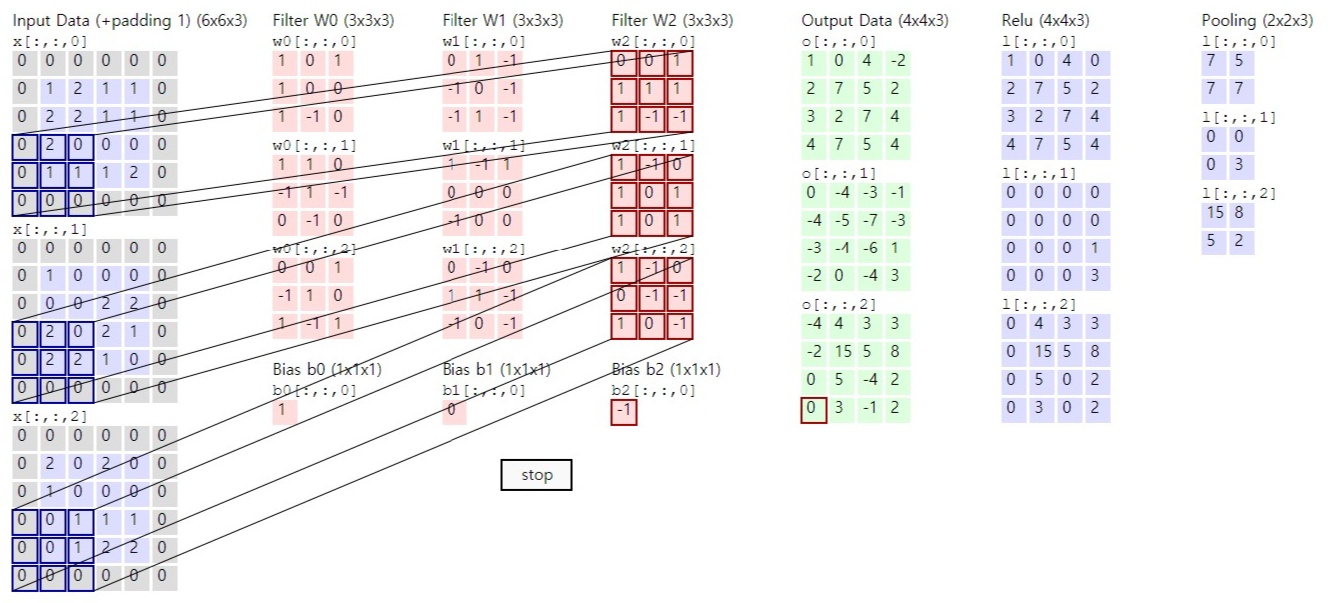 Input Data (+padding 1) (6x6x3)
x[:,:,0]
0 0 0 0 0 0
0 1 2 1 1 0
0 2 2 1 1 0
0 2 0 0 0 0
0 1 1 1 2 0
0 0 0 0 0 0
x[:,:,1]
0 0 0 0 0 0
0 1 0 0 0 0
0 0 0 2 2 0
0 2 0 2 1 0
0 2 2 1 0 0
0 0 0 0 0 0
x[:,:,2]
0 0 0 0 0 0
0 2 0 2 0 0
0 1 0 0 0 0
0 0 1 1 1 0
0 0 1 2 2 0
0 0 0 0 0 0
Filter W0 (3x3x3)
w0[:,:,0]
1 0 1
1 0 0
1 -1 0
w0[:,:,1]
1 1 0
-1 1 -1
0 -1 0
w0[:,:,2]
0 0 1
-1 1 0
1 -1 1
Bias b0 (1x1x1)
b0[:,:,0]
1
Filter W1 (3x3x3)
w1[:,:,0]
0 1 -1
-1 0 -1
-1 1 -1
w1[:,:,1]
1 -1 1
0 0 0
-1 0 0
w1[:,:,2]
0 -1 0
1 1 -1
-1 0 -1
Bias b1 (1x1x1)
b1[:,:,0]
0
Filter W2 (3x3x3)
w2[:,:,0]
0 0 1
1 1 1
1 -1 -1
w2[:,:,1]
1 -1 0
1 0 1
1 0 1
w2[:,:,2]
1 -1 0
0 -1 -1
1 0 -1
Bias b2 (1x1x1)
b2[:,:,0]
-1
stop
Output Data (4x4x3)
o[:,:,0]
1 0 4 -2
2 7 5 2
3 2 7 4
4 7 5 4
o[:,:,1]
0 -4 -3 -1
-4 -5 -7 -3
-3 -4 -6 1
-2 0 -4 3
o[:,:,2]
-4 4 3 3
-2 15 5 8
0 5 -4 2
0 3 -1 2
Relu (4x4x3)
l[:,:,0]
1 0 4 0
2 7 5 2
3 2 7 4
4 7 5 4
l[:,:,1]
0 0 0 0
0 0 0 0
0 0 0 1
0 0 0 3
l[:,:,2]
0 4 3 3
0 15 5 8
0 5 0 2
0 3 0 2
Pooling (2x2x3)
l[:,:,0]
7 5
7 7
l[:,:,1]
0 0
0 3
l[:,:,2]
15 8
5 2